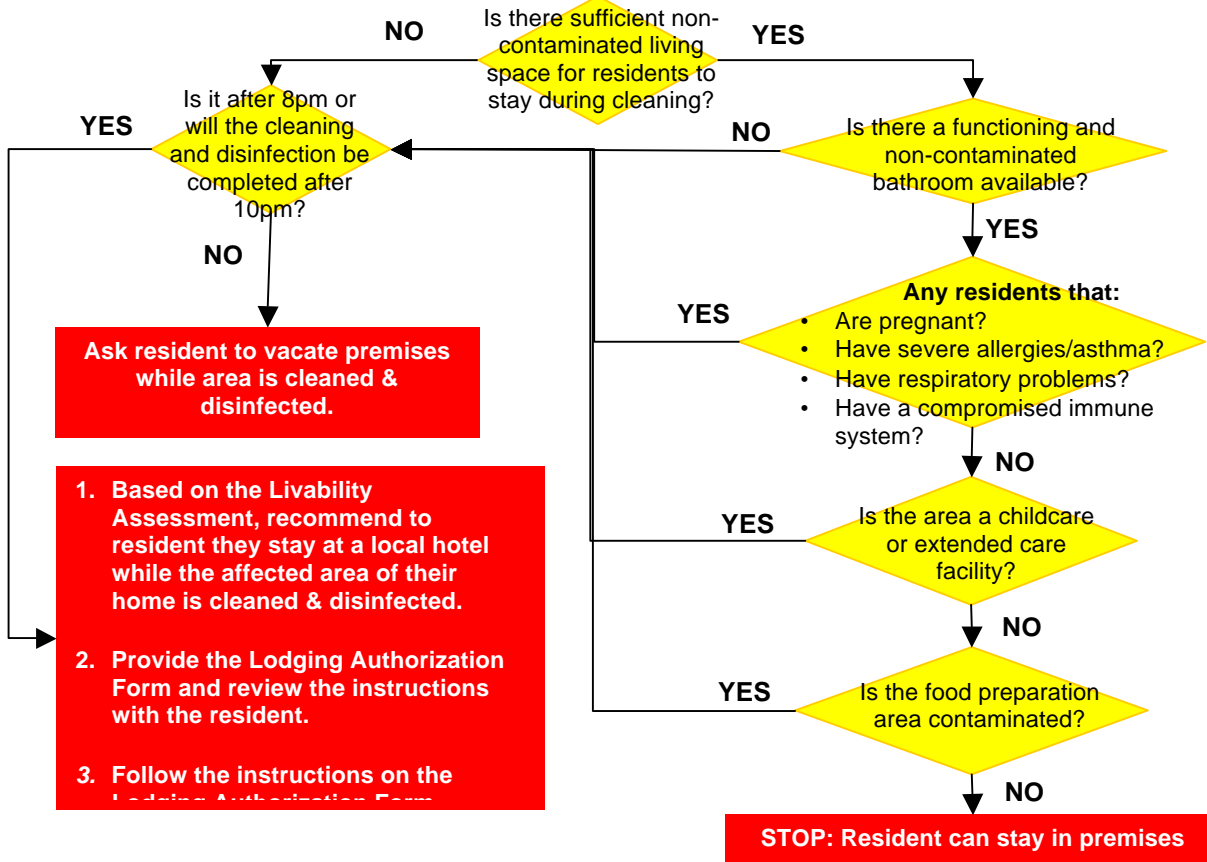 Is there sufficient non-
contaminated living
space for residents to
stay during cleaning?
NO
YES
Is it after 8pm or
will the cleaning
and disinfection be
completed after
10pm?
YES
NO
Is there a functioning and
non-contaminated
bathroom available?
NO
YES
Any residents that:
• Are pregnant?
• Have severe allergies/asthma?
• Have respiratory problems?
• Have a compromised immune
system?
YES
NO
Ask resident to vacate premises
while area is cleaned &
disinfected.
1. Based on the Livability
Assessment, recommend to
resident they stay at a local hotel
while the affected area of their
home is cleaned & disinfected.
2. Provide the Lodging Authorization
Form and review the instructions
with the resident.
3. Follow the instructions on the
Lodging Authorization Form
Is the area a childcare
or extended care
facility?
YES
NO
Is the food preparation
area contaminated?
YES
NO
STOP: Resident can stay in premises